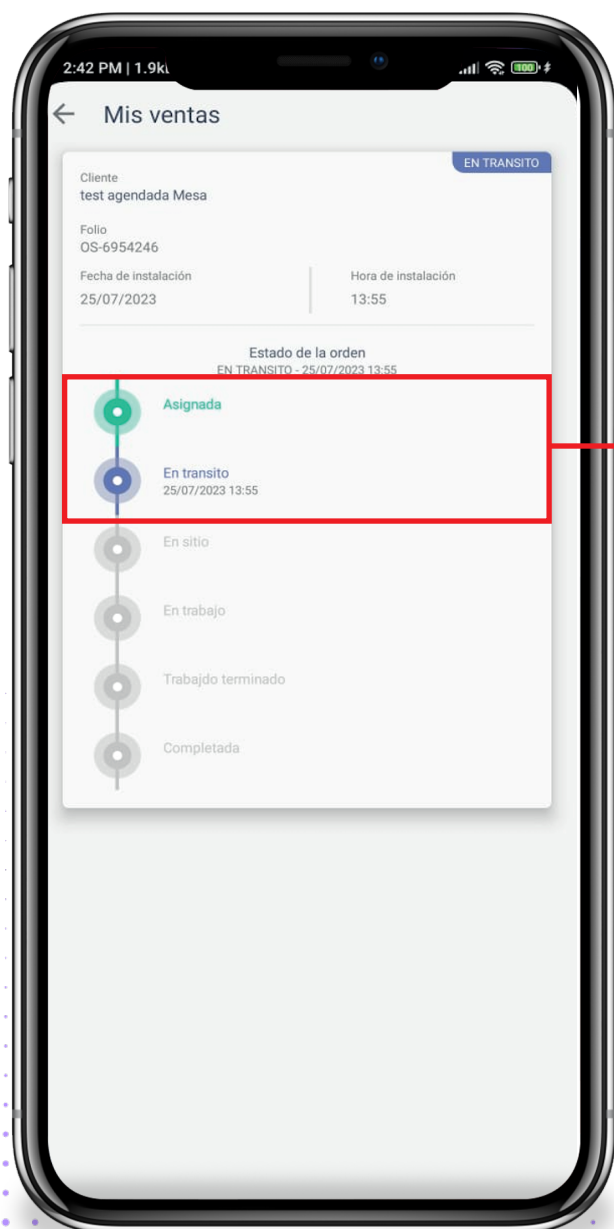 2:42 PM | 1.9k
100
Mis ventas
EN TRANSITO
Cliente
test agendada Mesa
Folio
OS-6954246
Fecha de instalación
25/07/2023
Hora de instalación
13:55
Estado de la orden
EN TRANSITO - 25/07/2023 13:55
Asignada
En transito
25/07/2023 13:55
En sitio
En trabajo
Trabajdo terminado
Completada